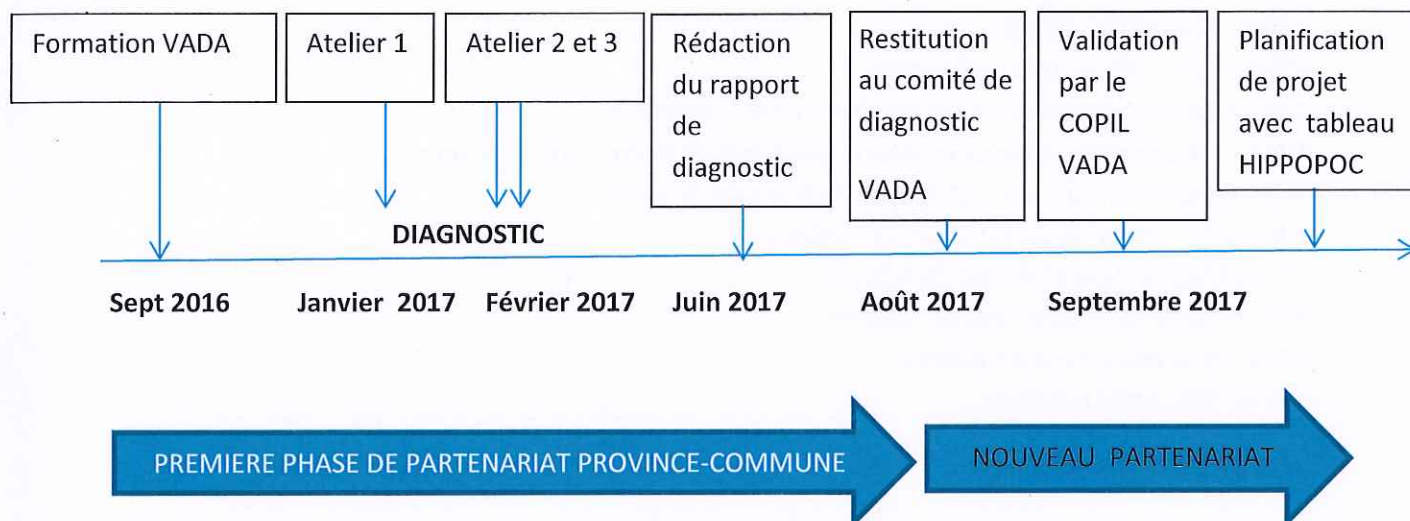 Formation VADA
Atelier 1
Atelier 2 et 3
Rédaction
du rapport
de
diagnostic
Restitution
au comité de
diagnostic
VADA
Validation
par le
COPIL
VADA
Planification
de projet
avec tableau
HIPPOPOC
DIAGNOSTIC
Sept 2016
Janvier 2017
Février 2017
Juin 2017
Août 2017
Septembre 2017
PREMIERE PHASE DE PARTENARIAT PROVINCE-COMMUNE
NOUVEAU PARTENARIAT